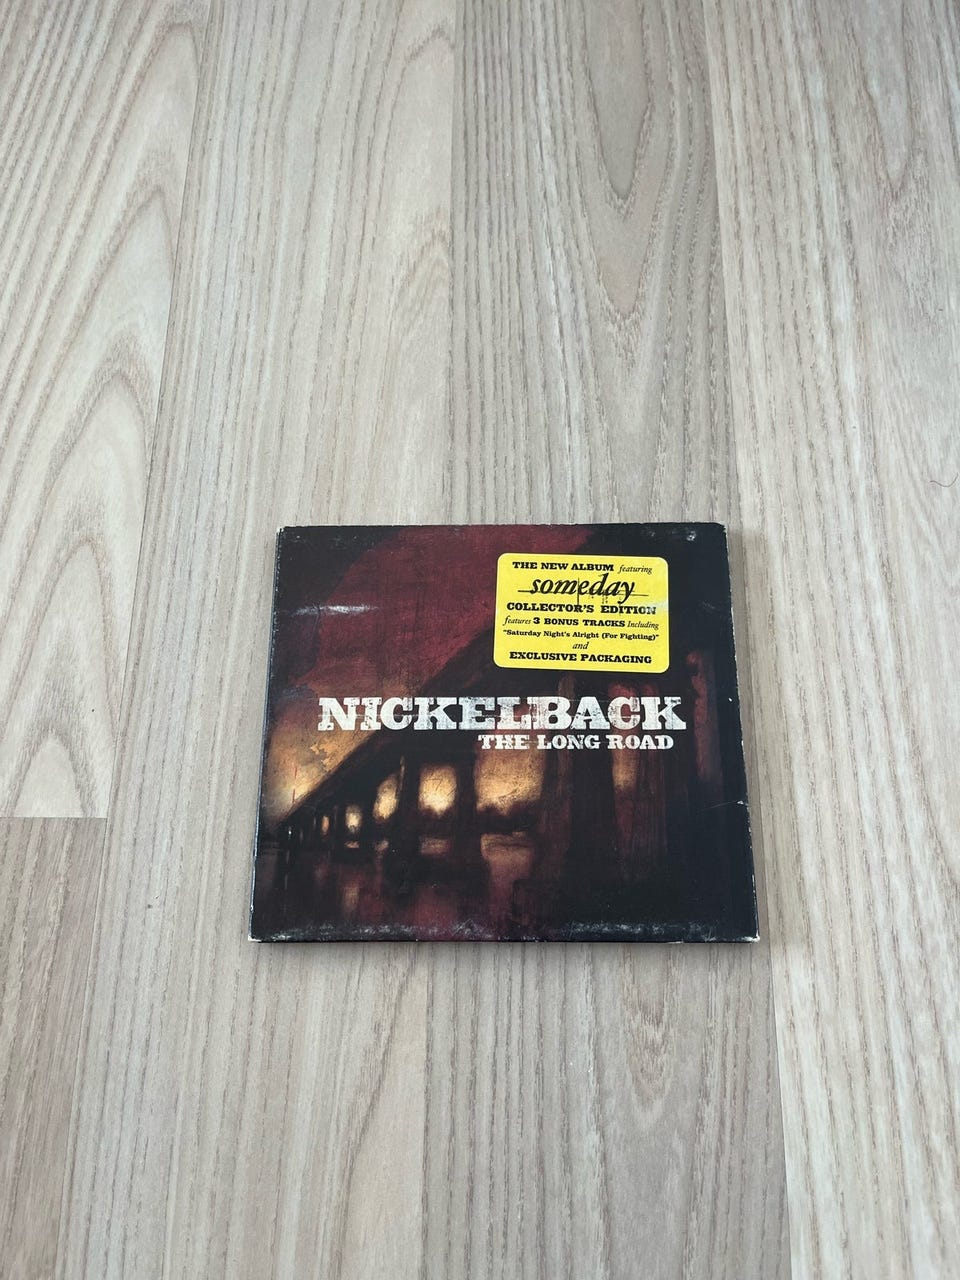 THE NEW ALBUM featuring
someday
COLLECTOR'S EDITION
features 3 BONUS TRACKS Including
"Saturday Night's Alright (For Fighting)"
and
EXCLUSIVE PACKAGING
NICKELBACK
THE LONG ROAD